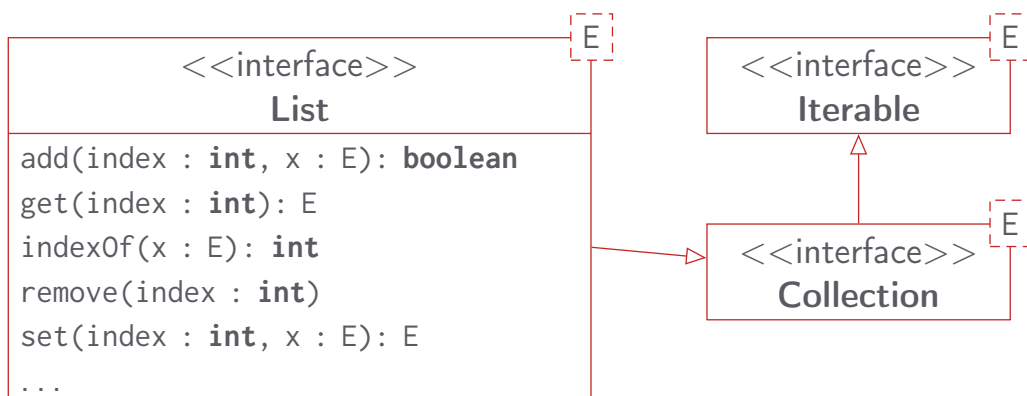 E
<<interface>>
List
add(index : int, x : E): boolean
get(index : int): E
indexOf(x : E): int
remove(index : int)
set(index : int, x : E): E
...
E
<<interface>>
Iterable
E
<<interface>>
Collection